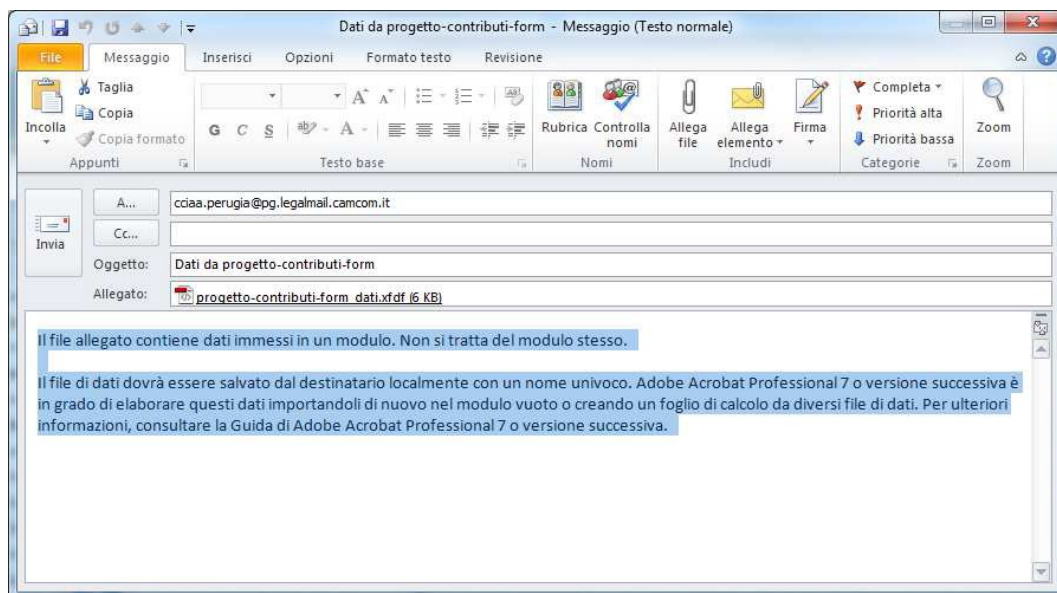 Dati da progetto-contributi-form - Messaggio (Testo normale)
File Messaggio Inserisci Opzioni Formato testo Revisione
Incolla
Taglia
Copia
Copia formato
Appunti
G C S
Testo base
Rubrica
Controlla nomi
Nomi
Allega file
Allega elemento
Firma
Includi
Completa
Priorità alta
Priorità bassa
Categorie
Zoom
Zoom
Invia
A... cciaa.perugia@pg.legalmail.camcom.it
Cc...
Oggetto: Dati da progetto-contributi-form
Allegato: progetto-contributi-form_dati.xfdf (6 KB)
Il file allegato contiene dati immessi in un modulo. Non si tratta del modulo stesso.
Il file di dati dovrà essere salvato dal destinatario localmente con un nome univoco. Adobe Acrobat Professional 7 o versione successiva è
in grado di elaborare questi dati importandoli di nuovo nel modulo vuoto o creando un foglio di calcolo da diversi file di dati. Per ulteriori
informazioni, consultare la Guida di Adobe Acrobat Professional 7 o versione successiva.